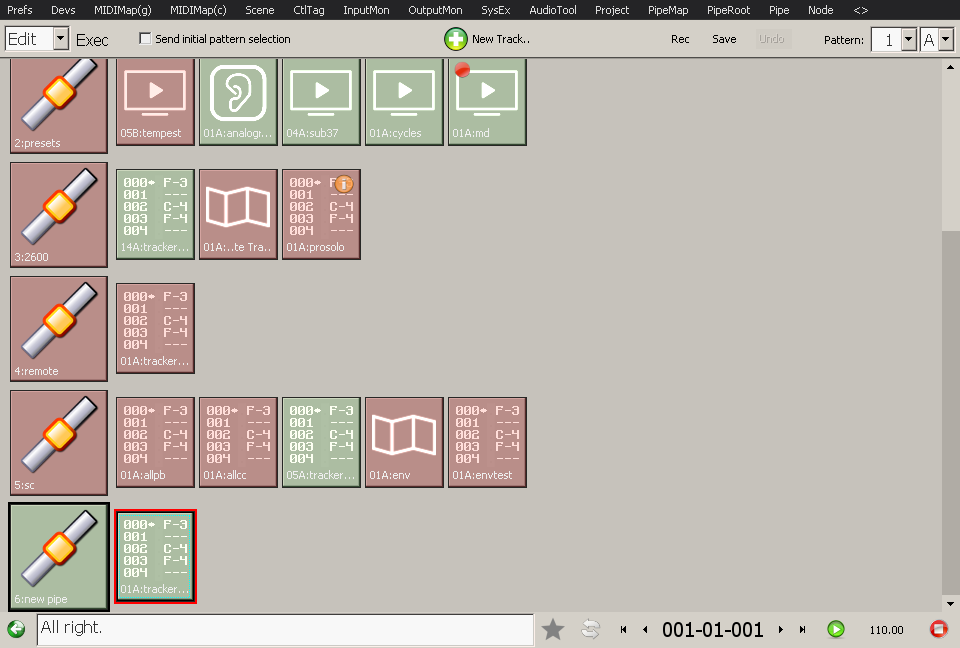 Prefs Devs MIDIMap(g) MIDIMap(c) Scene CtlTag InputMon OutputMon SysEx AudioTool Project PipeMap PipeRoot Pipe Node <>
Edit Exec Send initial pattern selection New Track.. Rec Save Undo Pattern: 1 A
2:presets 05B:tempest 01A:analogr... 04A:sub37 01A:cycles 01A:md
000 F-3 000 F-3
001 --- 001 ---
002 C-4 002 C-4
003 F-4 003 F-4
004 --- 004 ---
3:2600 14A:tracker... 01A:..te Tra.. 01A:prosolo
000 F-3
001 ---
002 C-4
003 F-4
004 ---
4:remote 01A:tracker...
000 F-3 000 F-3 000 F-3 000 F-3
001 --- 001 --- 001 --- 001 ---
002 C-4 002 C-4 002 C-4 002 C-4
003 F-4 003 F-4 003 F-4 003 F-4
004 --- 004 --- 004 --- 004 ---
5:sc 01A:allpb 01A:allcc 05A:tracker... 01A:env 01A:envtest
000 F-3
001 ---
002 C-4
003 F-4
004 ---
6:new pipe 01A:tracker...
All right. 001-01-001 110.00